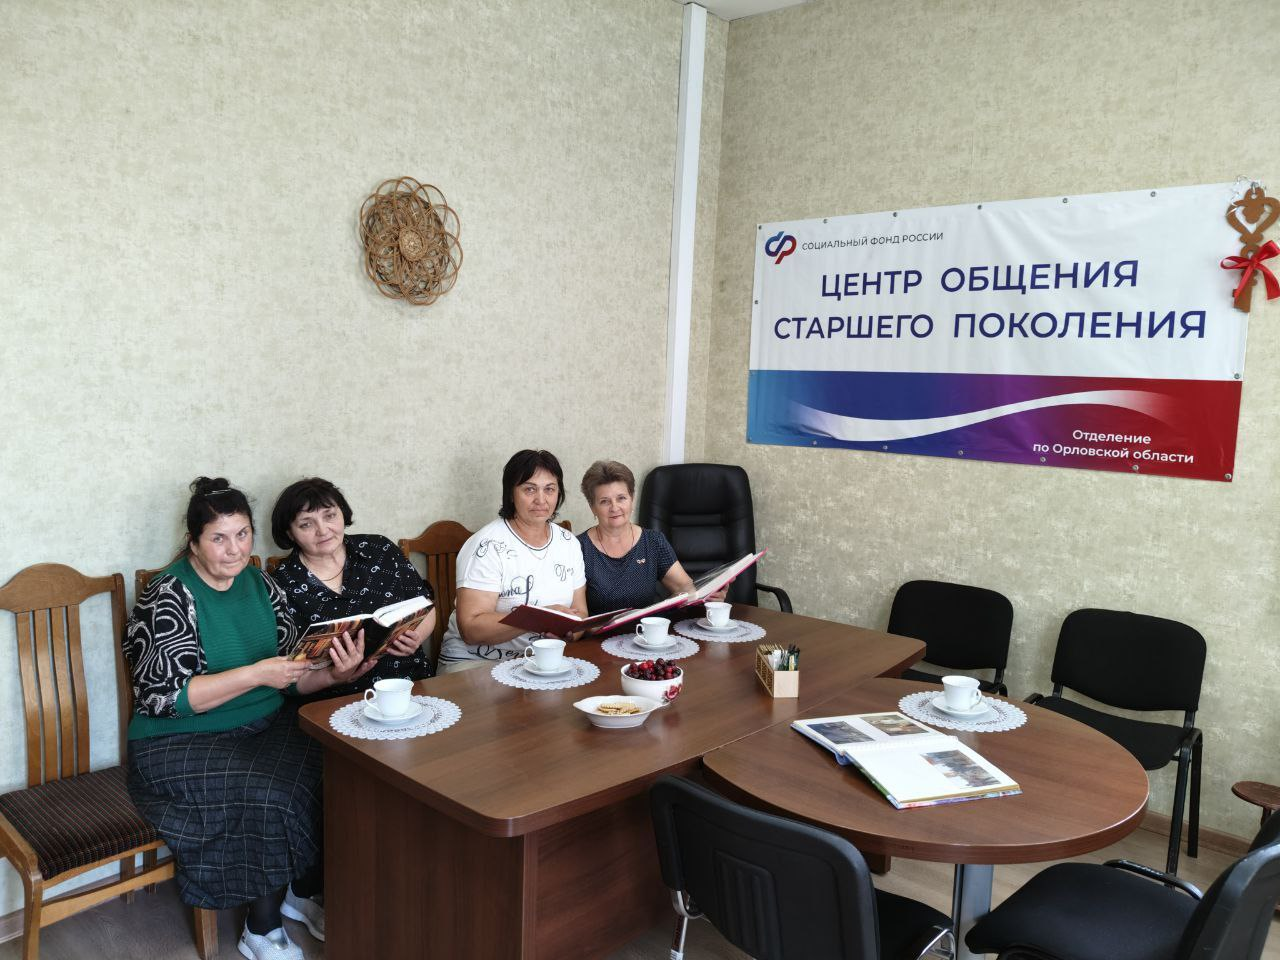 СОЦИАЛЬНЫЙ ФОНД РОССИИ
ЦЕНТР ОБЩЕНИЯ
СТАРШЕГО ПОКОЛЕНИЯ
Отделение
по Орловской области